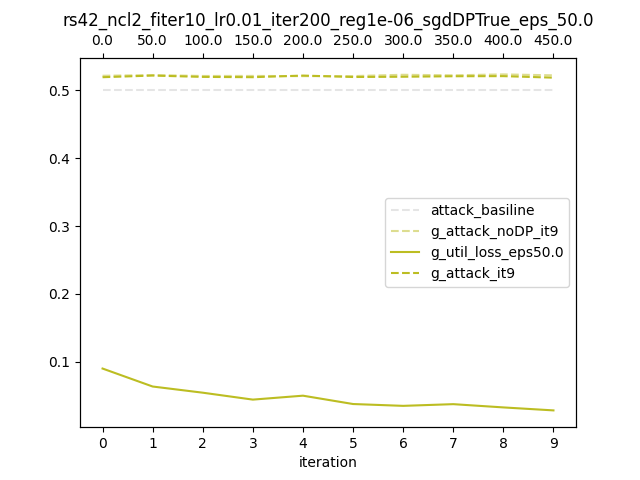 rs42_ncl2_fiter10_lr0.01_iter200_reg1e-06_sgdDPTrue_eps_50.0
0.0 50.0 100.0 150.0 200.0 250.0 300.0 350.0 400.0 450.0
0.5
0.4
0.3
0.2
0.1
attack_basiline
g_attack_noDP_it9
g_util_loss_eps50.0
g_attack_it9
0 1 2 3 4 5 6 7 8 9
iteration